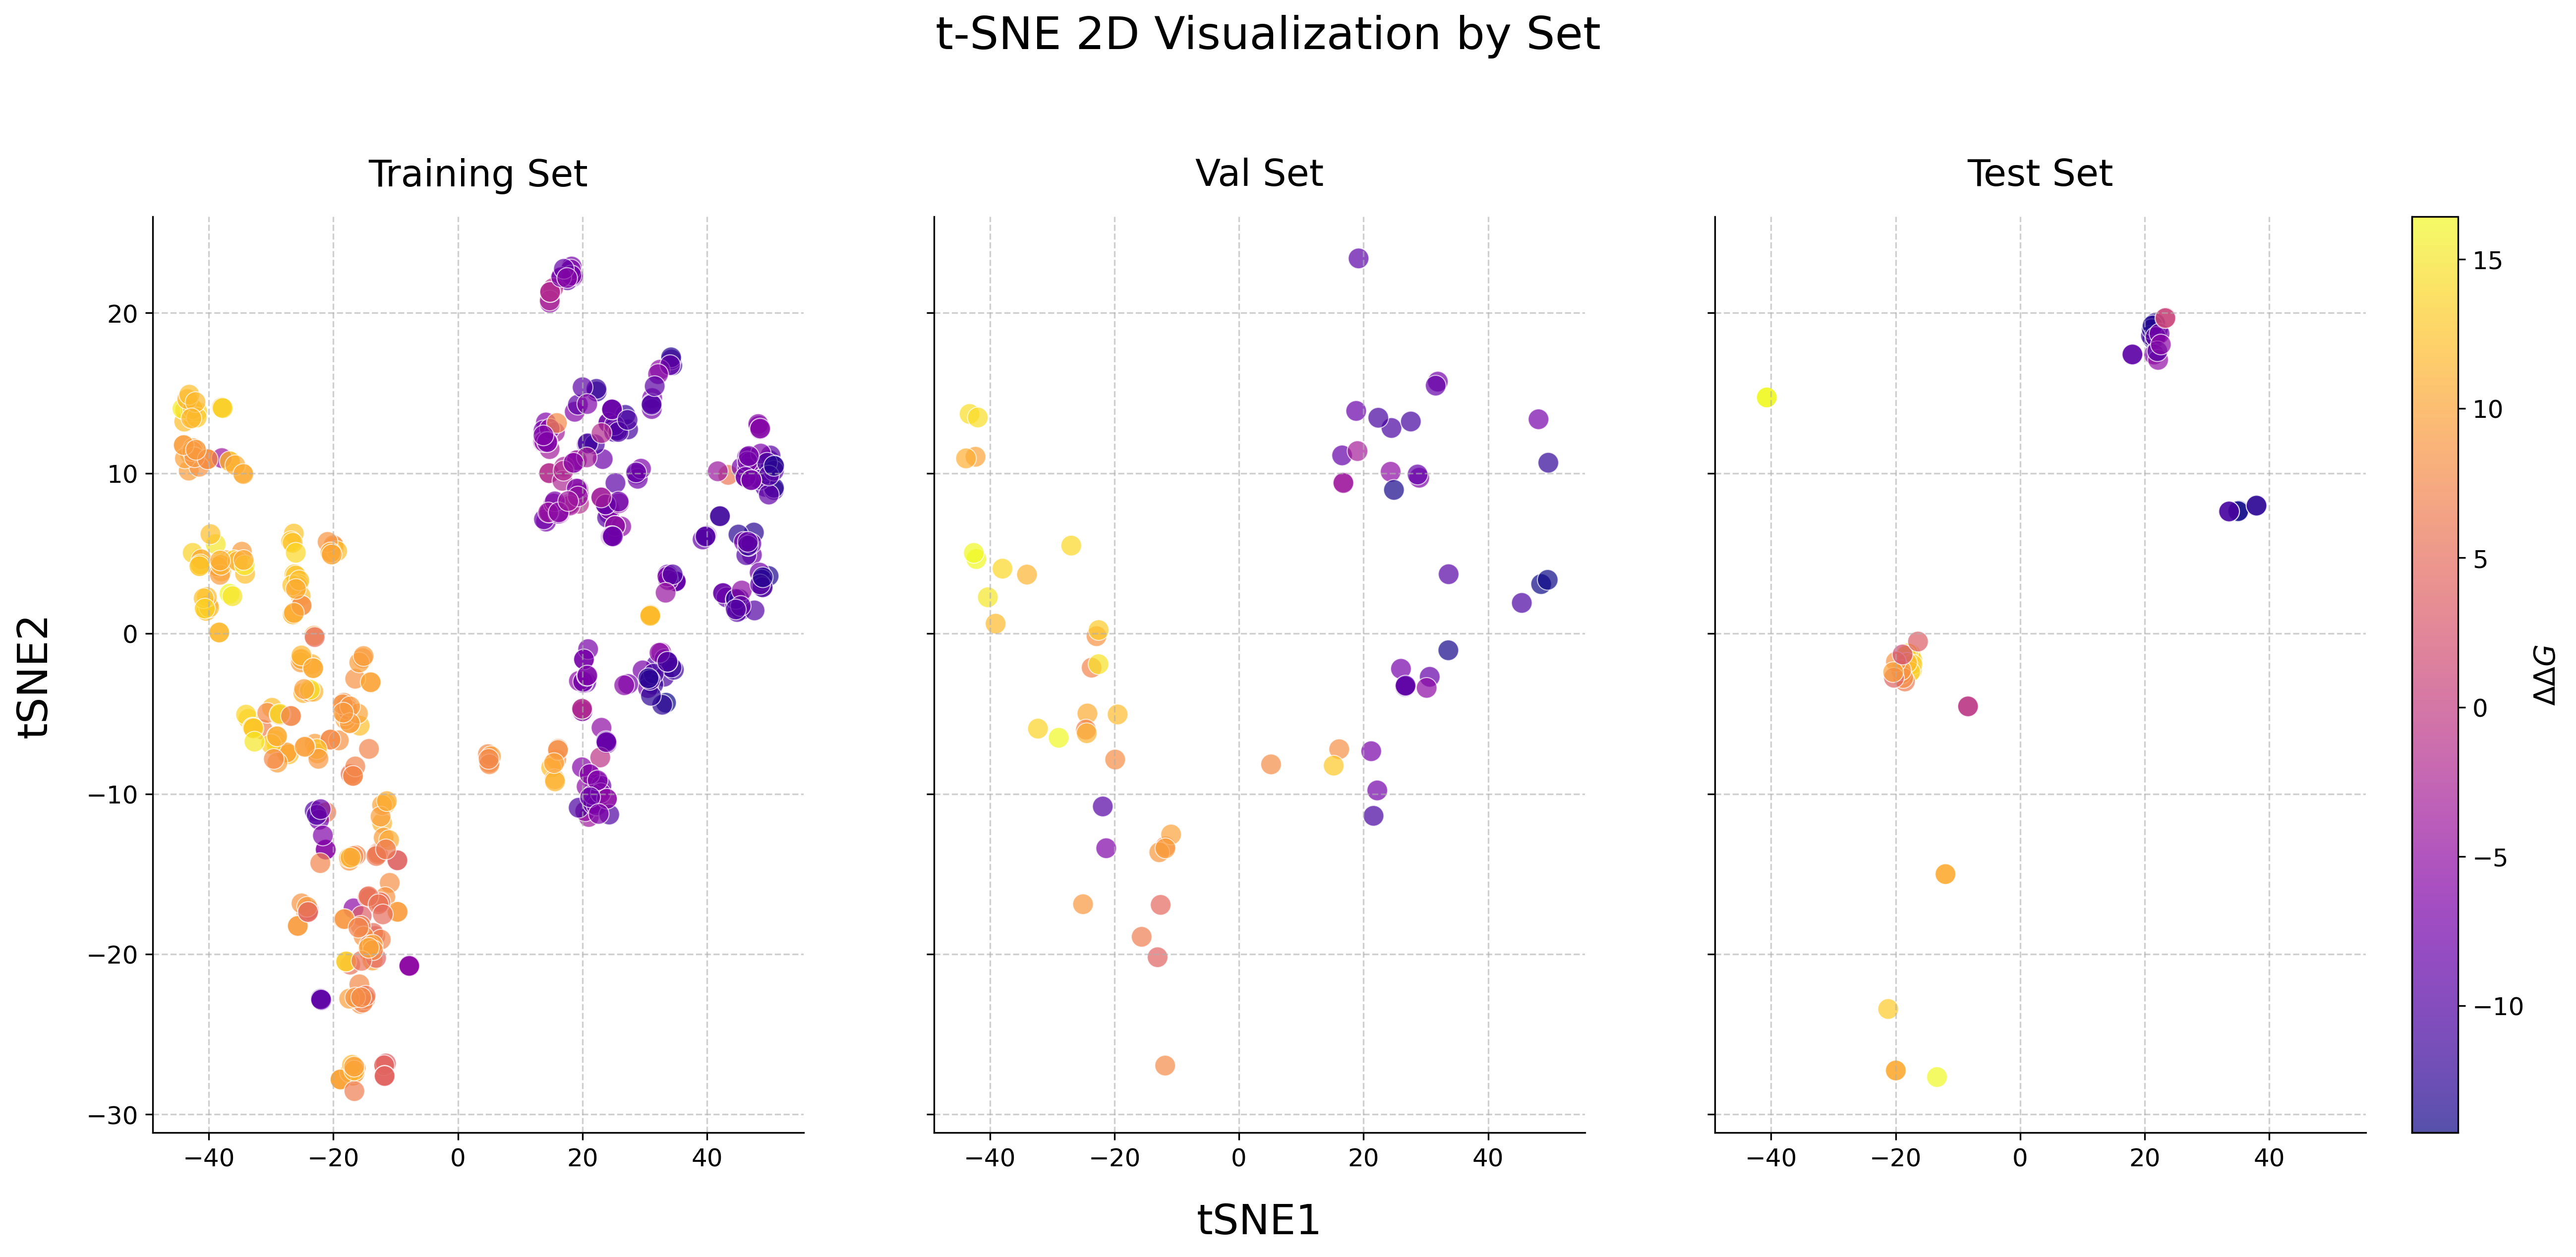 t-SNE 2D Visualization by Set
Training Set
Val Set
Test Set
tSNE2
20
10
0
−10
−20
−30
−40 −20 0 20 40
−40 −20 0 20 40
−40 −20 0 20 40
tSNE1
15
10
5
0
−5
−10
ΔΔG